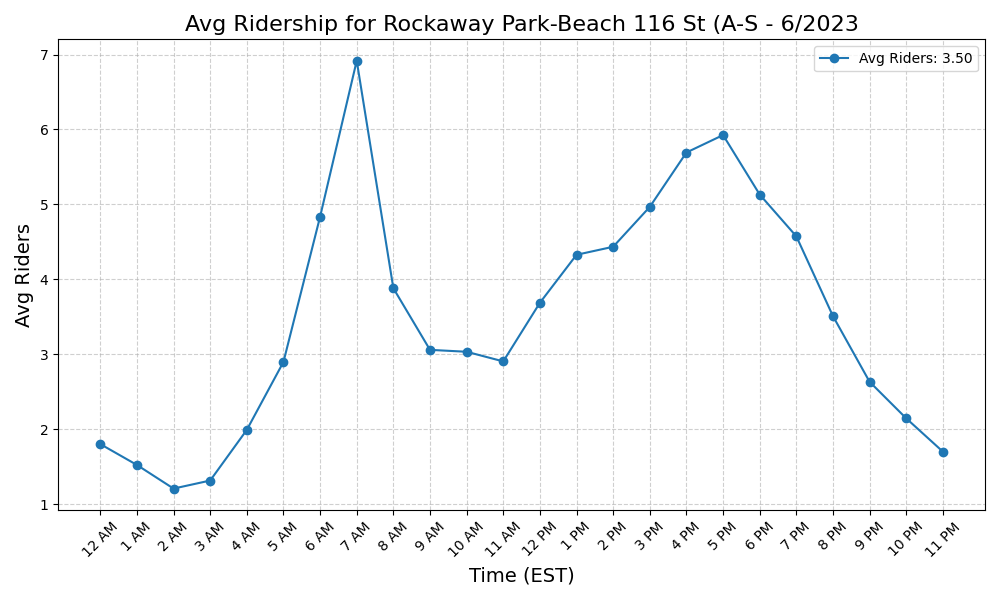 Avg Ridership for Rockaway Park-Beach 116 St (A-S - 6/2023
Avg Riders: 3.50
Avg Riders
7
6
5
4
3
2
1
12 AM 1 AM 2 AM 3 AM 4 AM 5 AM 6 AM 7 AM 8 AM 9 AM 10 AM 11 AM 12 PM 1 PM 2 PM 3 PM 4 PM 5 PM 6 PM 7 PM 8 PM 9 PM 10 PM 11 PM
Time (EST)